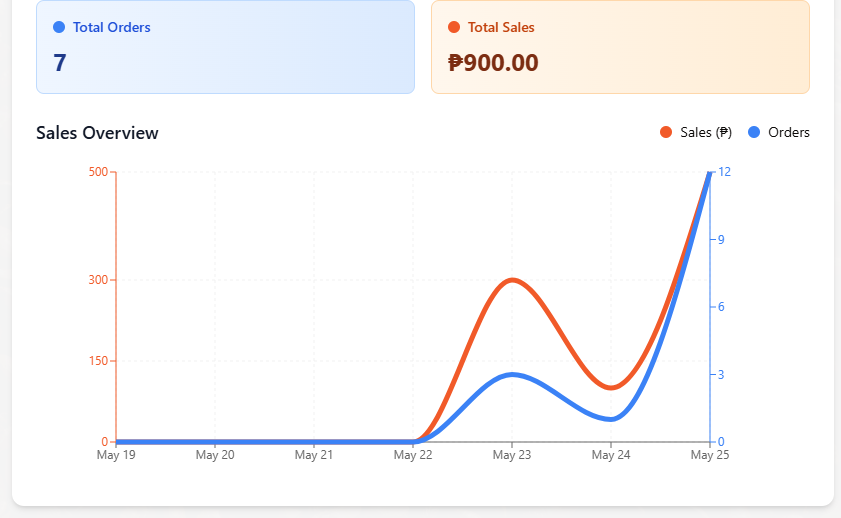 Total Orders
7
Total Sales
₱900.00
Sales Overview
Sales (₱)
Orders
500
300
150
0
12
9
6
3
0
May 19
May 20
May 21
May 22
May 23
May 24
May 25